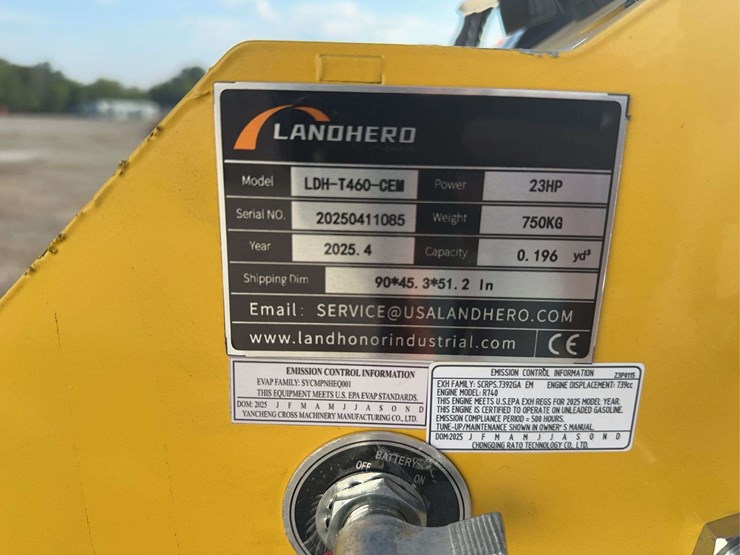 LANDHERO
Model LDH-T460-CEM Power 23HP
Serial NO. 20250411085 Weight 750KG
Year 2025.4 Capacity 0.196 yd³
Shipping Dim 90*45.3*51.2 In
Email: SERVICE@USALANDHERO.COM
www.landhonorindustrial.com CE
EMISSION CONTROL INFORMATION
EVAP FAMILY: SYCMPNHEQ001
THIS EQUIPMENT MEETS U.S. EPA EVAP STANDARDS.
DOM: 2025 J F M A M J J A S O N D
YANCHENG CROSS MACHINERY MANUFACTURING CO., LTD.
EMISSION CONTROL INFORMATION Z3P0115
EXH FAMILY: SCRPS.7392GA EM ENGINE DISPLACEMENT: 739cc
ENGINE MODEL: R740
THIS ENGINE MEETS U.S.EPA EXH REGS FOR 2025 MODEL YEAR.
THIS ENGINE IS CERTIFIED TO OPERATE ON UNLEADED GASOLINE.
EMISSION COMPLIANCE PERIOD = 500 HOURS.
TUNE-UP/MAINTENANCE SHOWN IN OWNER'S MANUAL.
DOM:2025 J F M A M J J A S O N D
CHONGQING RATO TECHNOLOGY CO., LTD.
BATTERY
OFF ON